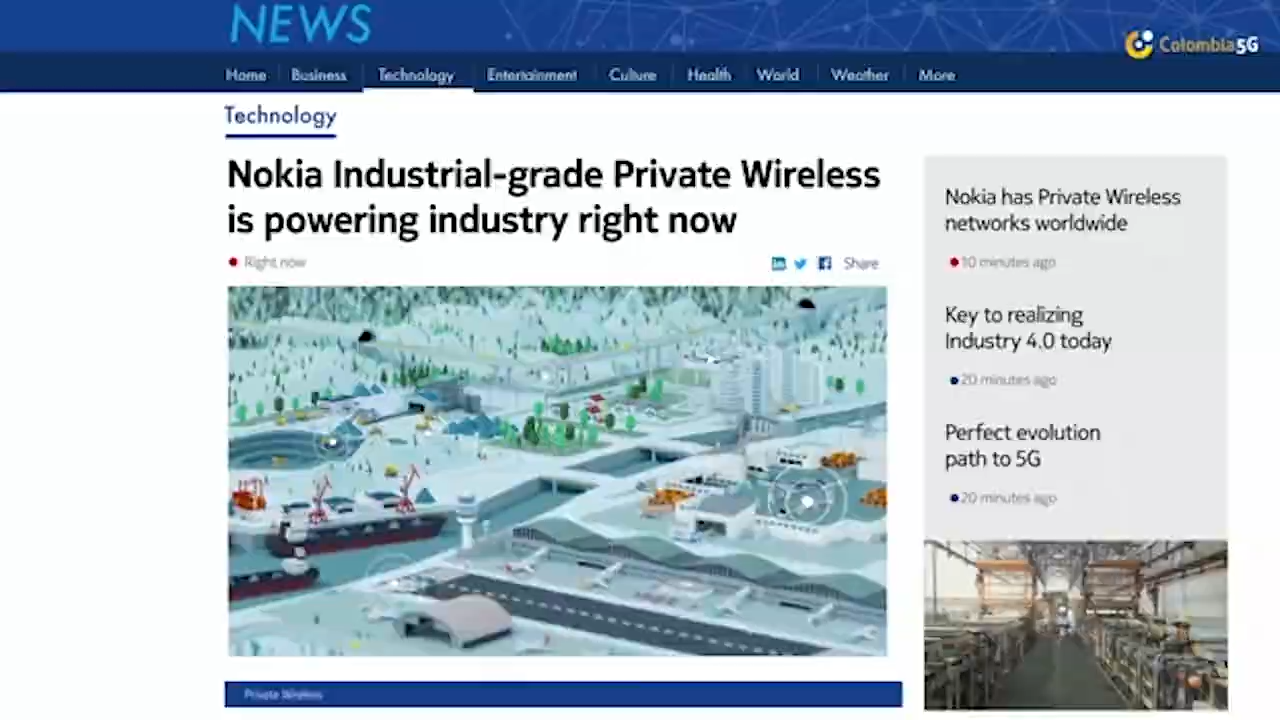 NEWS
Colombia5G
Home Business Technology Entertainment Culture Health World Weather More
Technology
Nokia Industrial-grade Private Wireless
is powering industry right now
Right now
Share
Nokia has Private Wireless
networks worldwide
10 minutes ago
Key to realizing
Industry 4.0 today
20 minutes ago
Perfect evolution
path to 5G
20 minutes ago
Private Wireless